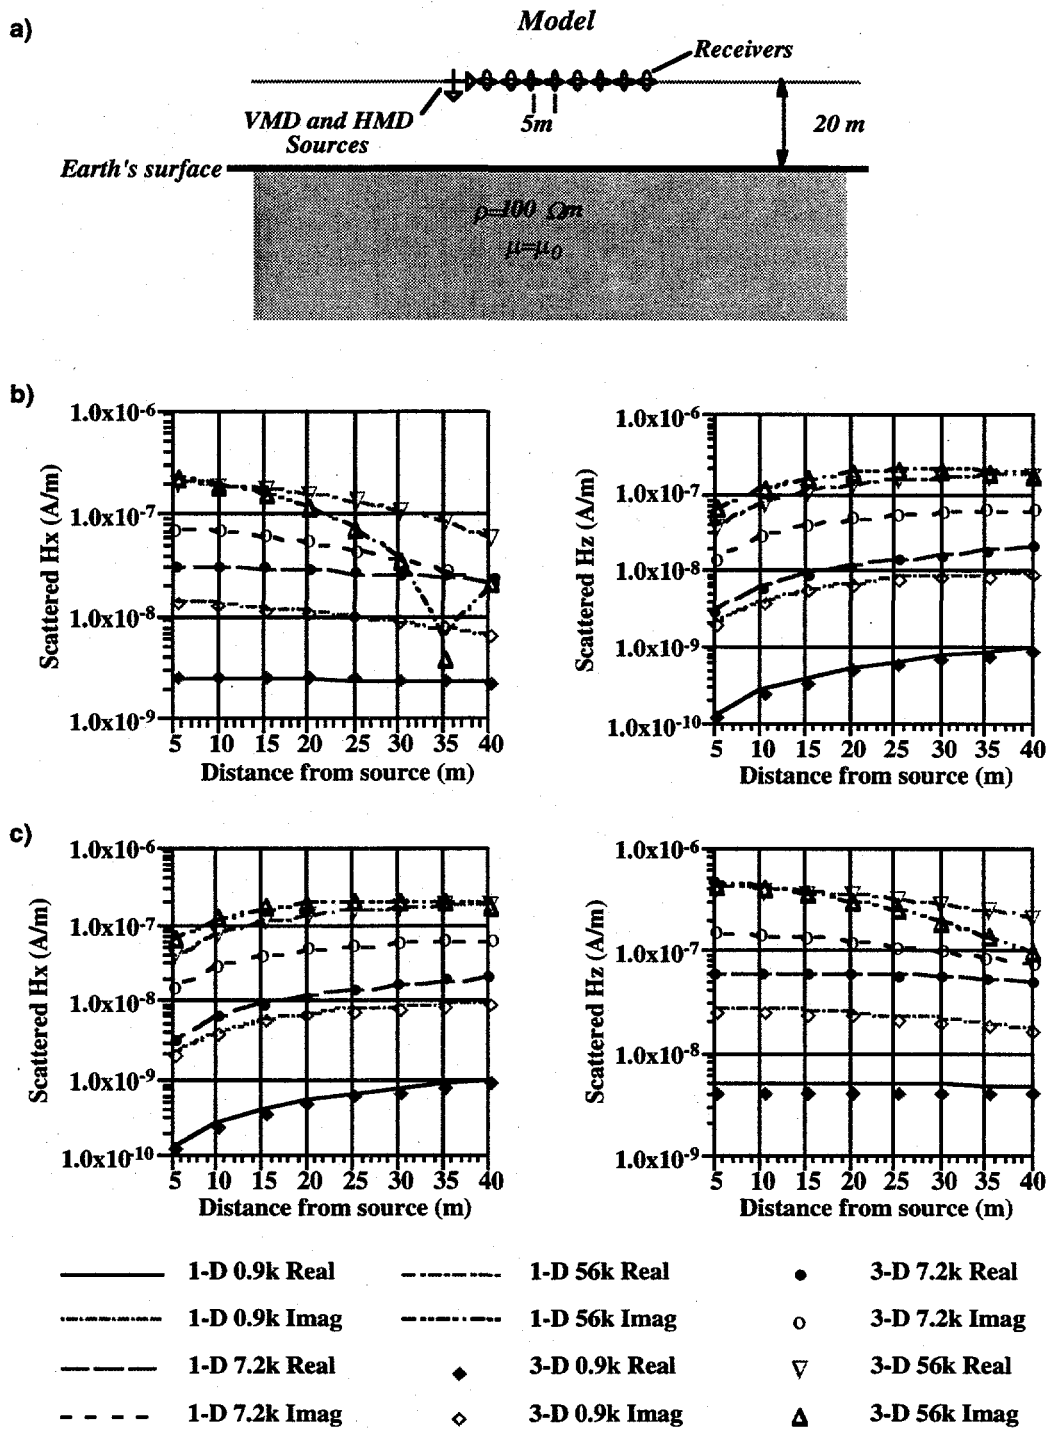 a)
Model
Receivers
VMD and HMD
Sources
5m
20 m
Earth's surface
ρ=100 Ωm
μ=μ0
b)
Scattered Hx (A/m)
1.0x10-6
1.0x10-7
1.0x10-8
1.0x10-9
5 10 15 20 25 30 35 40
Distance from source (m)
Scattered Hz (A/m)
1.0x10-6
1.0x10-7
1.0x10-8
1.0x10-9
1.0x10-10
5 10 15 20 25 30 35 40
Distance from source (m)
c)
Scattered Hx (A/m)
1.0x10-6
1.0x10-7
1.0x10-8
1.0x10-9
1.0x10-10
5 10 15 20 25 30 35 40
Distance from source (m)
Scattered Hz (A/m)
1.0x10-6
1.0x10-7
1.0x10-8
1.0x10-9
5 10 15 20 25 30 35 40
Distance from source (m)
1-D 0.9k Real
1-D 56k Real
3-D 7.2k Real
1-D 0.9k Imag
1-D 56k Imag
3-D 7.2k Imag
1-D 7.2k Real
3-D 0.9k Real
3-D 56k Real
1-D 7.2k Imag
3-D 0.9k Imag
3-D 56k Imag